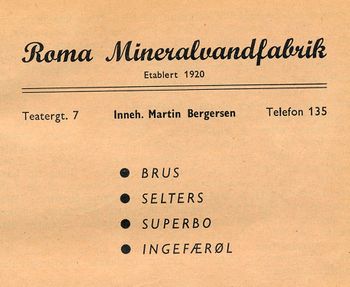 Roma Mineralvandfabrik
Etablert 1920
Teatergt. 7 Inneh. Martin Bergersen Telefon 135
● BRUS
● SELTERS
● SUPERBO
● INGEFÆRØL